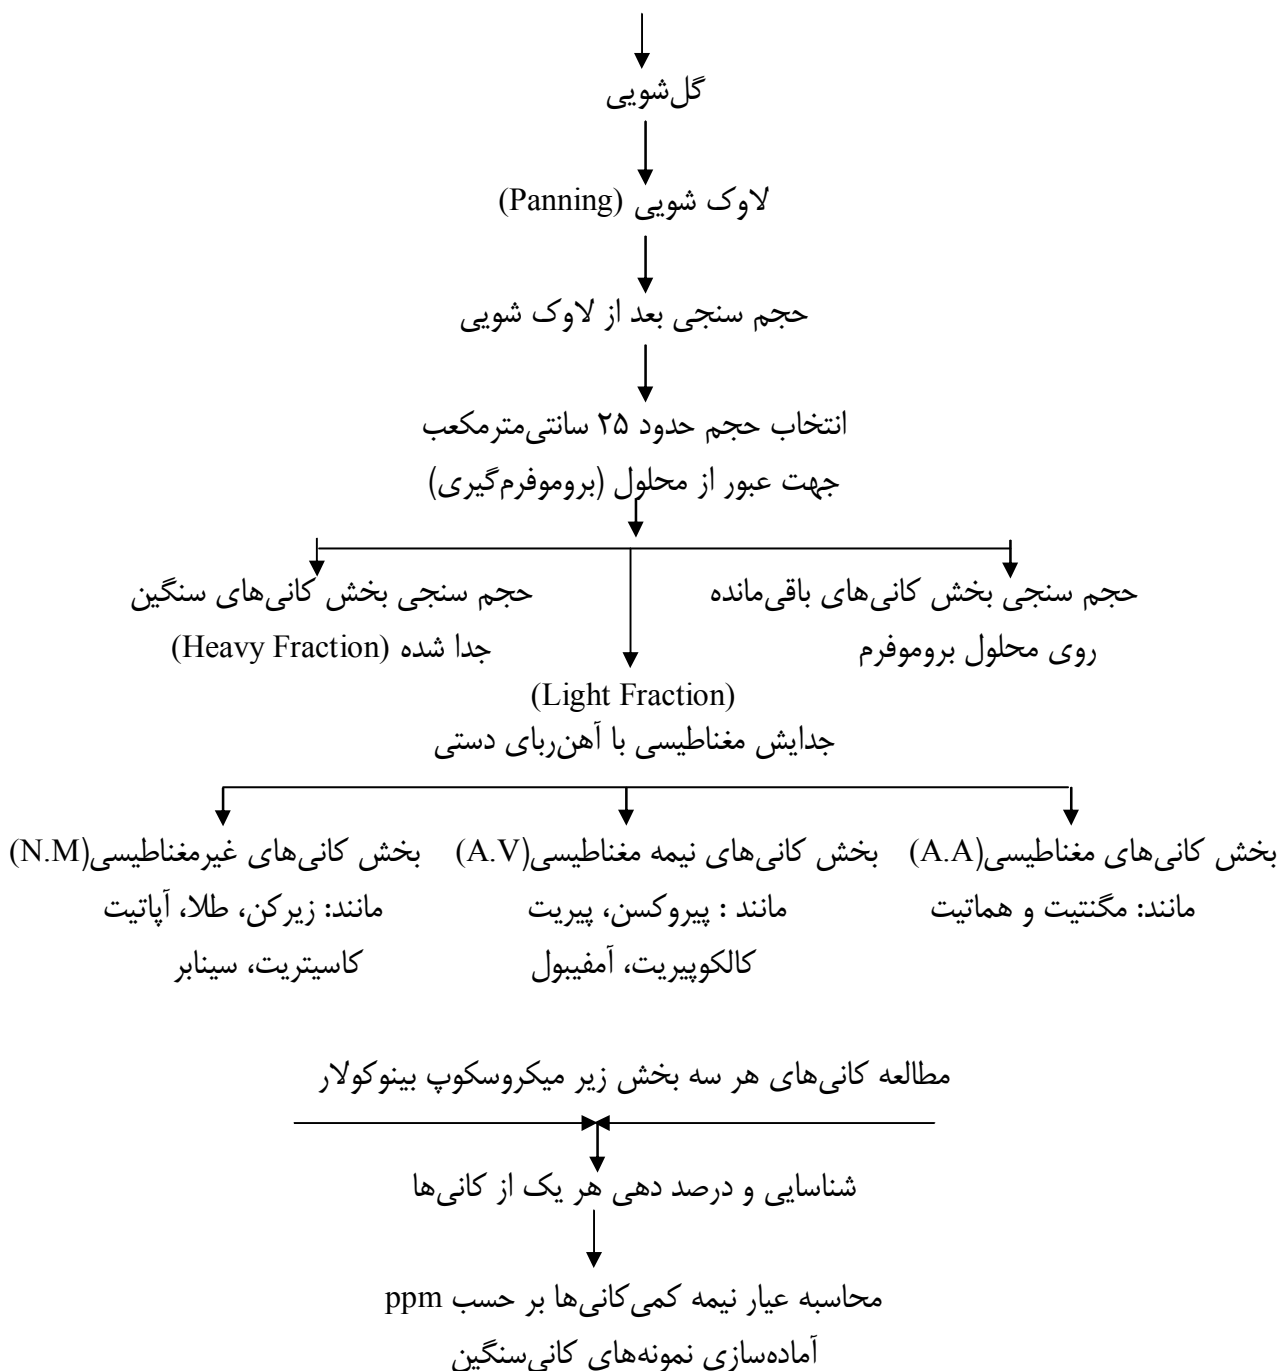 گل‌شویی
لاوک شویی (Panning)
حجم سنجی بعد از لاوک شویی
انتخاب حجم حدود ۲۵ سانتی‌مترمکعب
جهت عبور از محلول (بروموفرم‌گیری)
حجم سنجی بخش کانی‌های باقی‌مانده
روی محلول بروموفرم
حجم سنجی بخش کانی‌های سنگین
جدا شده (Heavy Fraction)
(Light Fraction)
جدایش مغناطیسی با آهن‌ربای دستی
بخش کانی‌های مغناطیسی(A.A)
مانند: مگنتیت و هماتیت
بخش کانی‌های نیمه مغناطیسی(A.V)
مانند : پیروکسن، پیریت
کالکوپیریت، آمفیبول
بخش کانی‌های غیرمغناطیسی(N.M)
مانند: زیرکن، طلا، آپاتیت
کاسیتریت، سینابر
مطالعه کانی‌های هر سه بخش زیر میکروسکوپ بینوکولار
شناسایی و درصد دهی هر یک از کانی‌ها
محاسبه عیار نیمه کمی‌کانی‌ها بر حسب ppm
آماده‌سازی نمونه‌های کانی‌سنگین